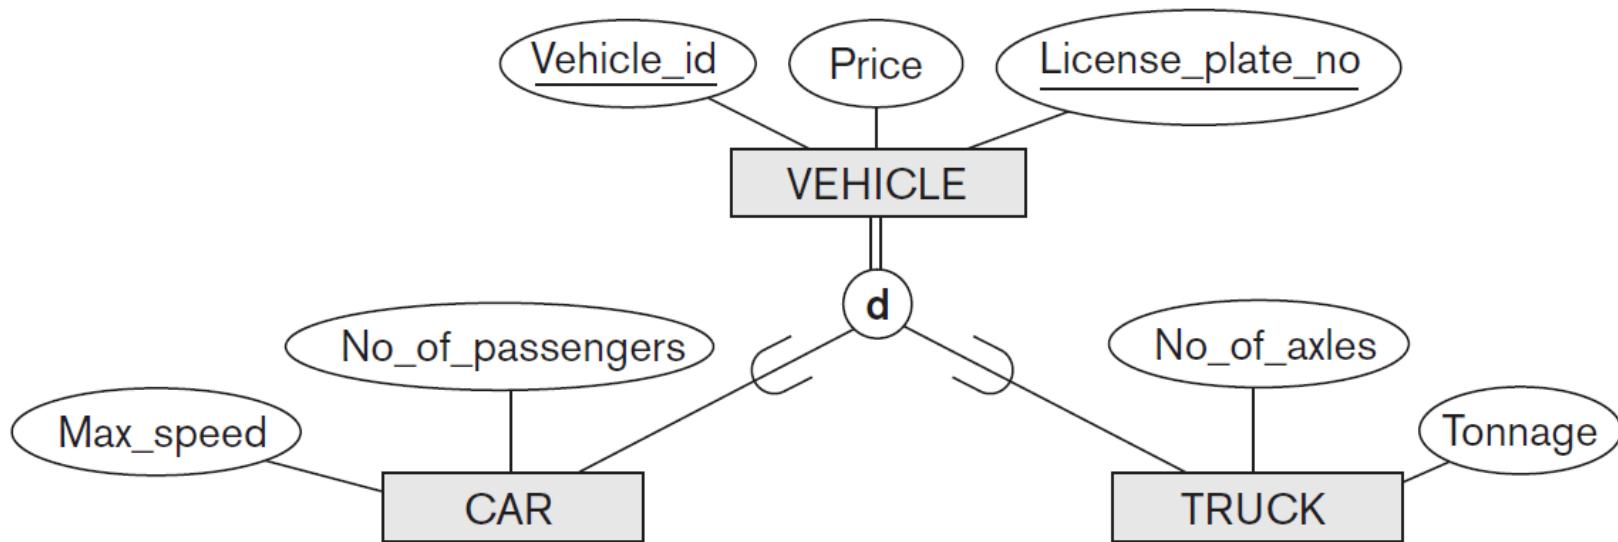 Vehicle_id
Price
License_plate_no
VEHICLE
d
No_of_passengers
No_of_axles
Max_speed
Tonnage
CAR
TRUCK